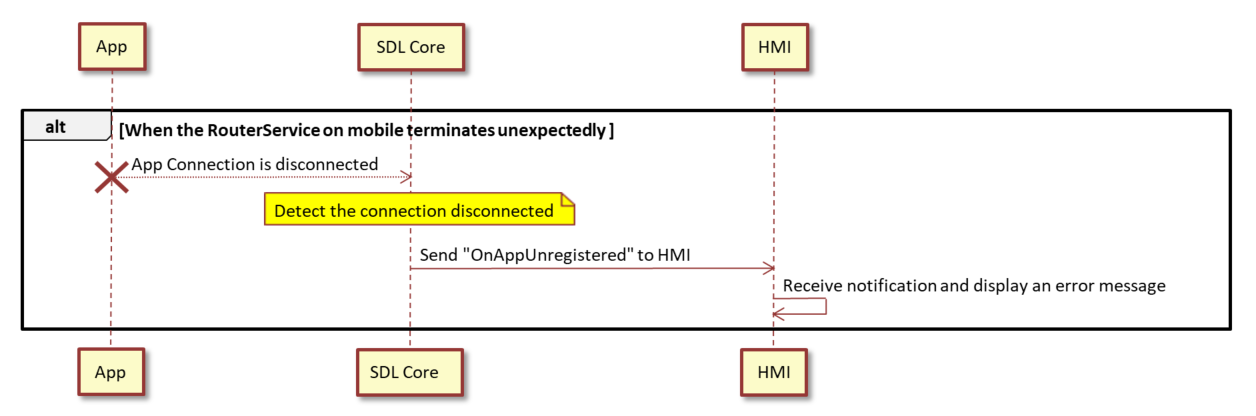 App
SDL Core
HMI
alt
[When the RouterService on mobile terminates unexpectedly ]
App Connection is disconnected
Detect the connection disconnected
Send "OnAppUnregistered" to HMI
Receive notification and display an error message
App
SDL Core
HMI